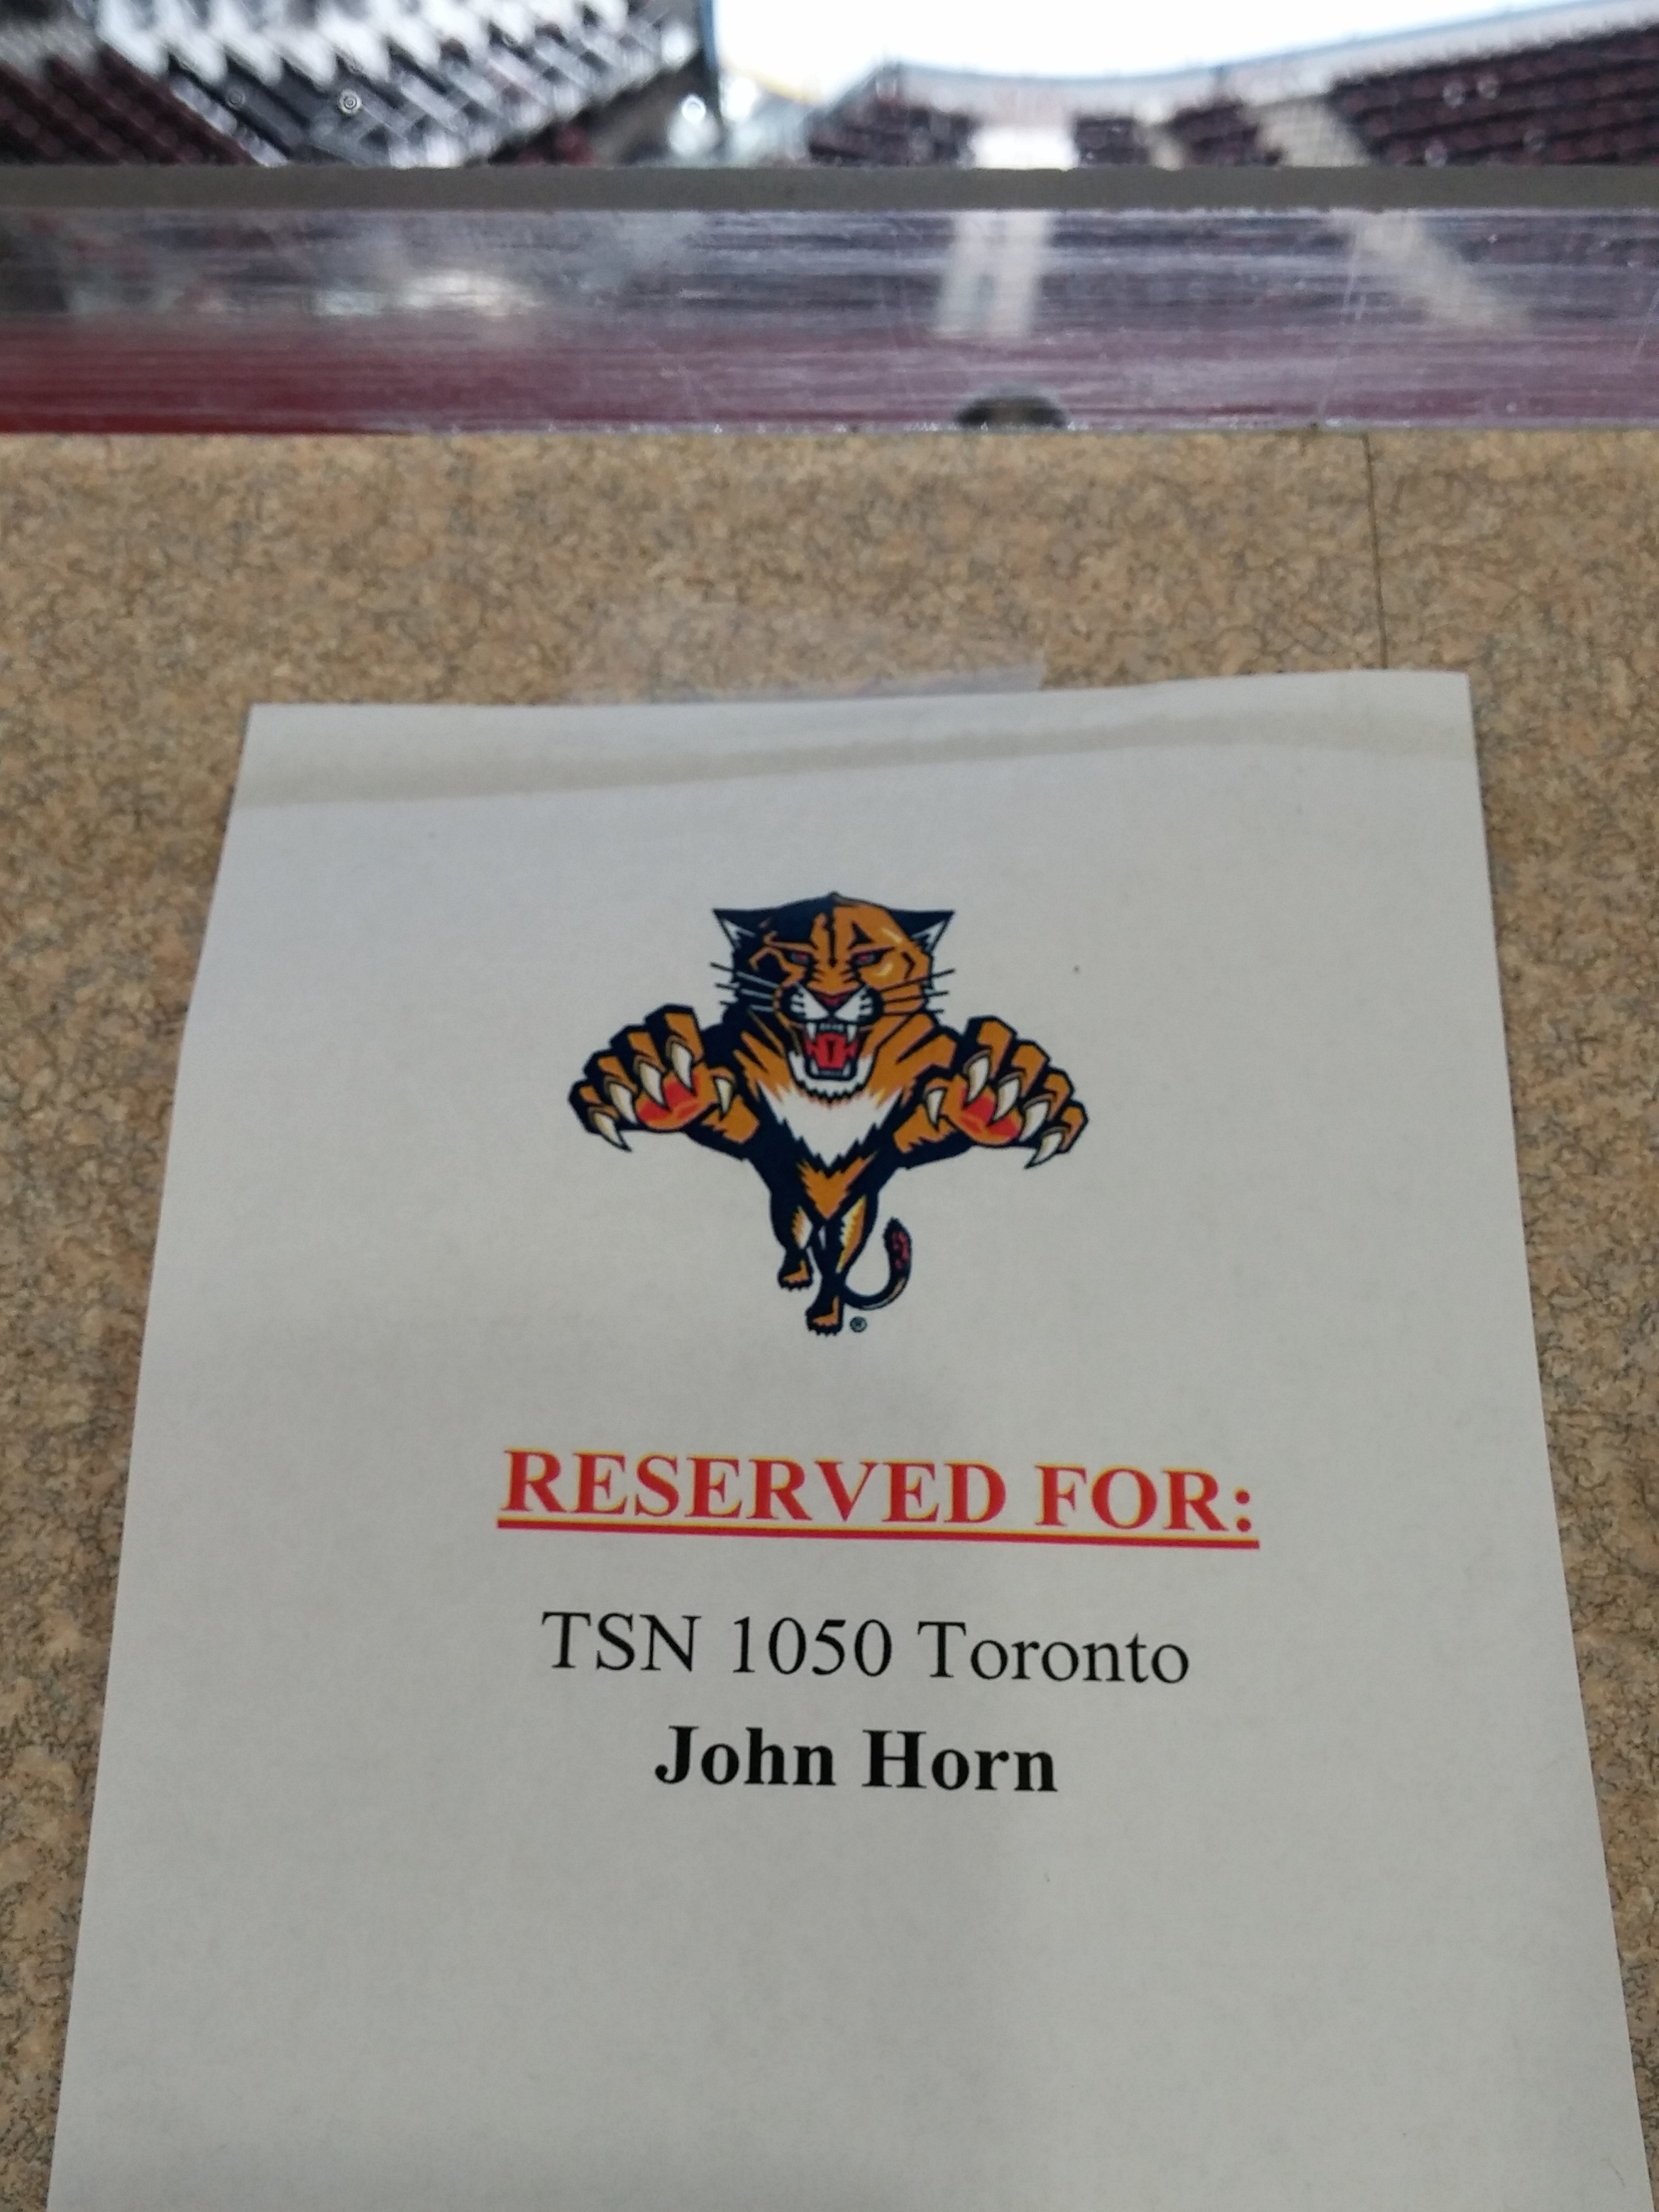 RESERVED FOR:
TSN 1050 Toronto
John Horn